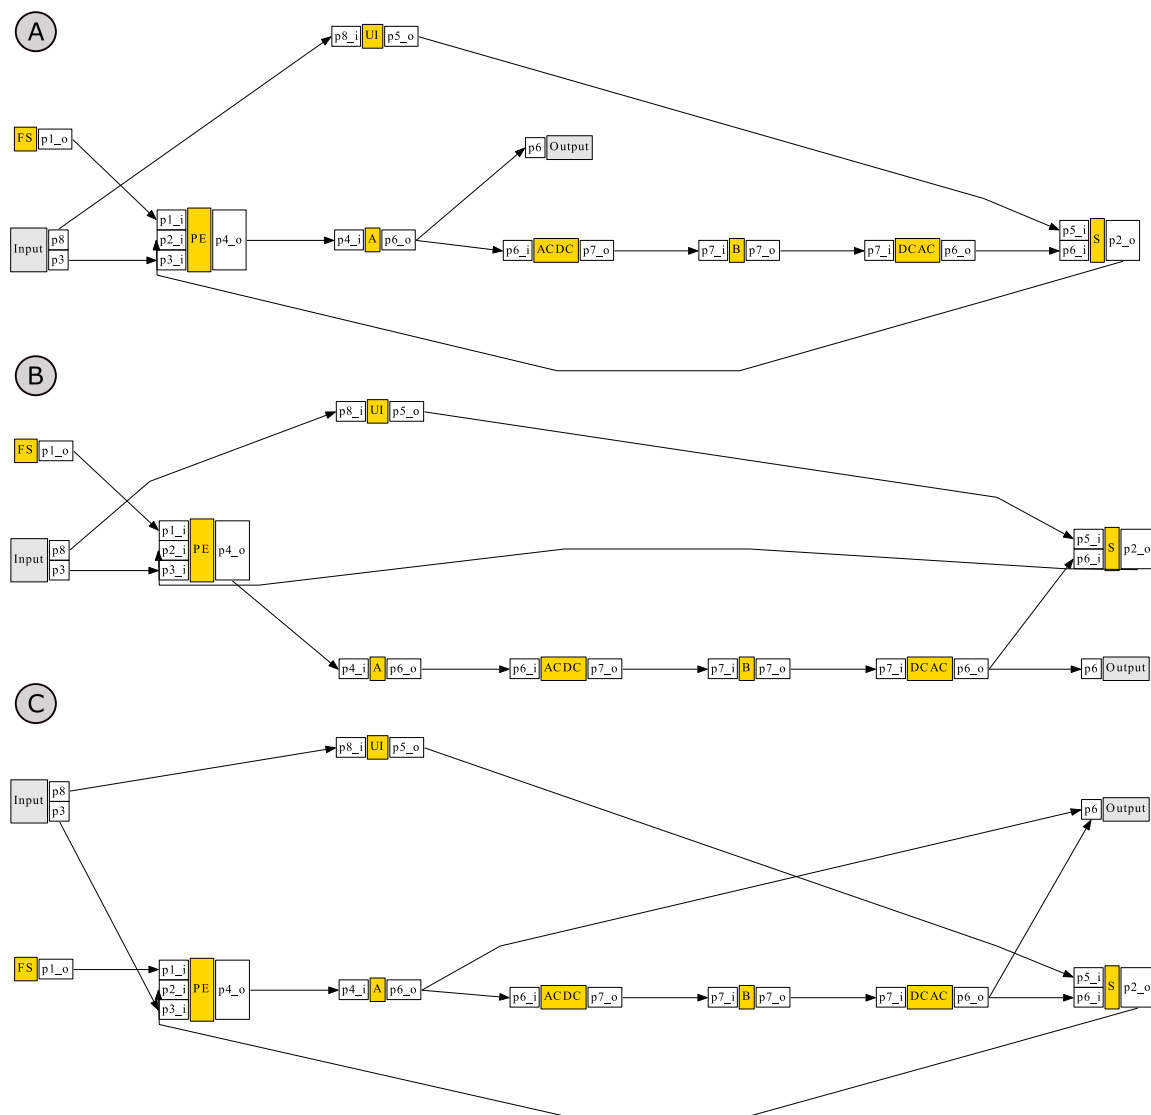 A
p8_i UI p5_o
FS p1_o
p6 Output
Input p8 p3
p1_i p2_i p3_i PE p4_o
p4_i A p6_o
p6_i ACDC p7_o
p7_i B p7_o
p7_i DCAC p6_o
p5_i p6_i S p2_o
B
p8_i UI p5_o
FS p1_o
Input p8 p3
p1_i p2_i p3_i PE p4_o
p5_i p6_i S p2_o
p4_i A p6_o
p6_i ACDC p7_o
p7_i B p7_o
p7_i DCAC p6_o
p6 Output
C
p8_i UI p5_o
Input p8 p3
p6 Output
FS p1_o
p1_i p2_i p3_i PE p4_o
p4_i A p6_o
p6_i ACDC p7_o
p7_i B p7_o
p7_i DCAC p6_o
p5_i p6_i S p2_o